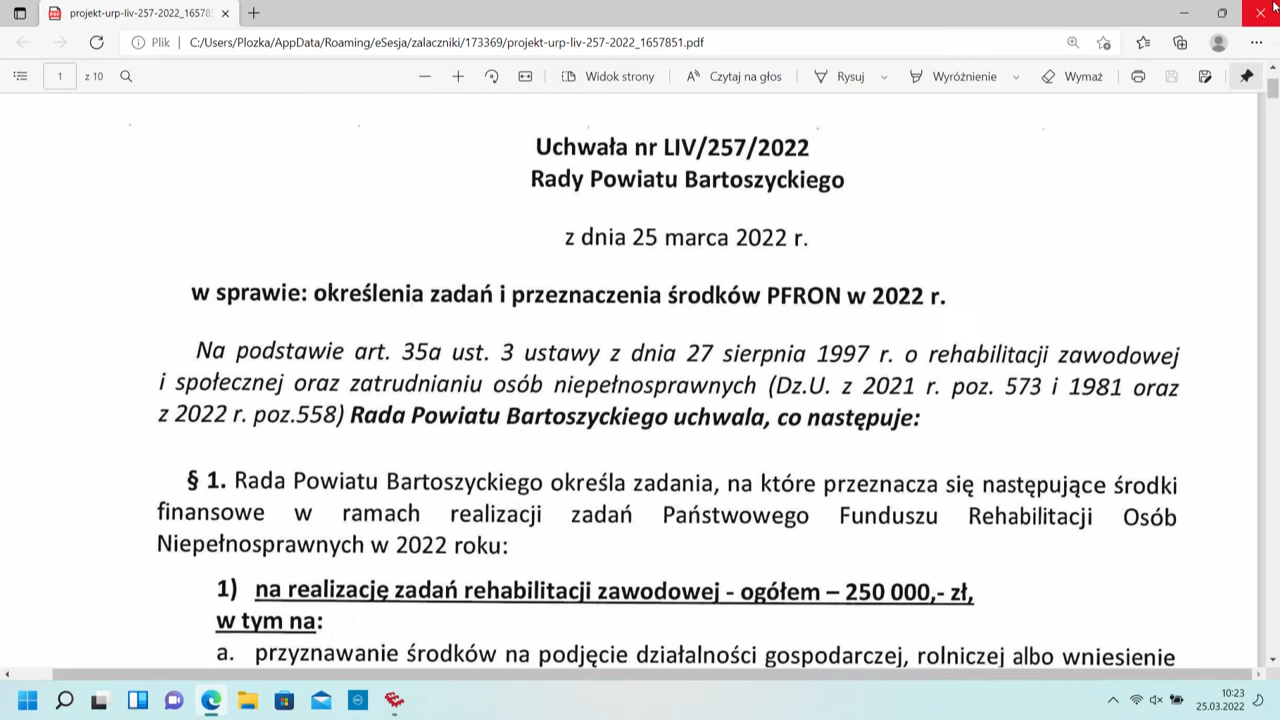 projekt-urp-liv-257-2022_16578
Plik | C:/Users/Plozka/AppData/Roaming/eSesja/zalaczniki/173369/projekt-urp-liv-257-2022_1657851.pdf
1 z 10 Widok strony Czytaj na głos Rysuj Wyróżnienie Wymaż
Uchwała nr LIV/257/2022
Rady Powiatu Bartoszyckiego
z dnia 25 marca 2022 r.
w sprawie: określenia zadań i przeznaczenia środków PFRON w 2022 r.
Na podstawie art. 35a ust. 3 ustawy z dnia 27 sierpnia 1997 r. o rehabilitacji zawodowej
i społecznej oraz zatrudnianiu osób niepełnosprawnych (Dz.U. z 2021 r. poz. 573 i 1981 oraz
z 2022 r. poz.558) Rada Powiatu Bartoszyckiego uchwala, co następuje:
§ 1. Rada Powiatu Bartoszyckiego określa zadania, na które przeznacza się następujące środki
finansowe w ramach realizacji zadań Państwowego Funduszu Rehabilitacji Osób
Niepełnosprawnych w 2022 roku:
1) na realizację zadań rehabilitacji zawodowej - ogółem – 250 000,- zł,
w tym na:
a. przyznawanie środków na podjęcie działalności gospodarczej, rolniczej albo wniesienie
10:23
25.03.2022